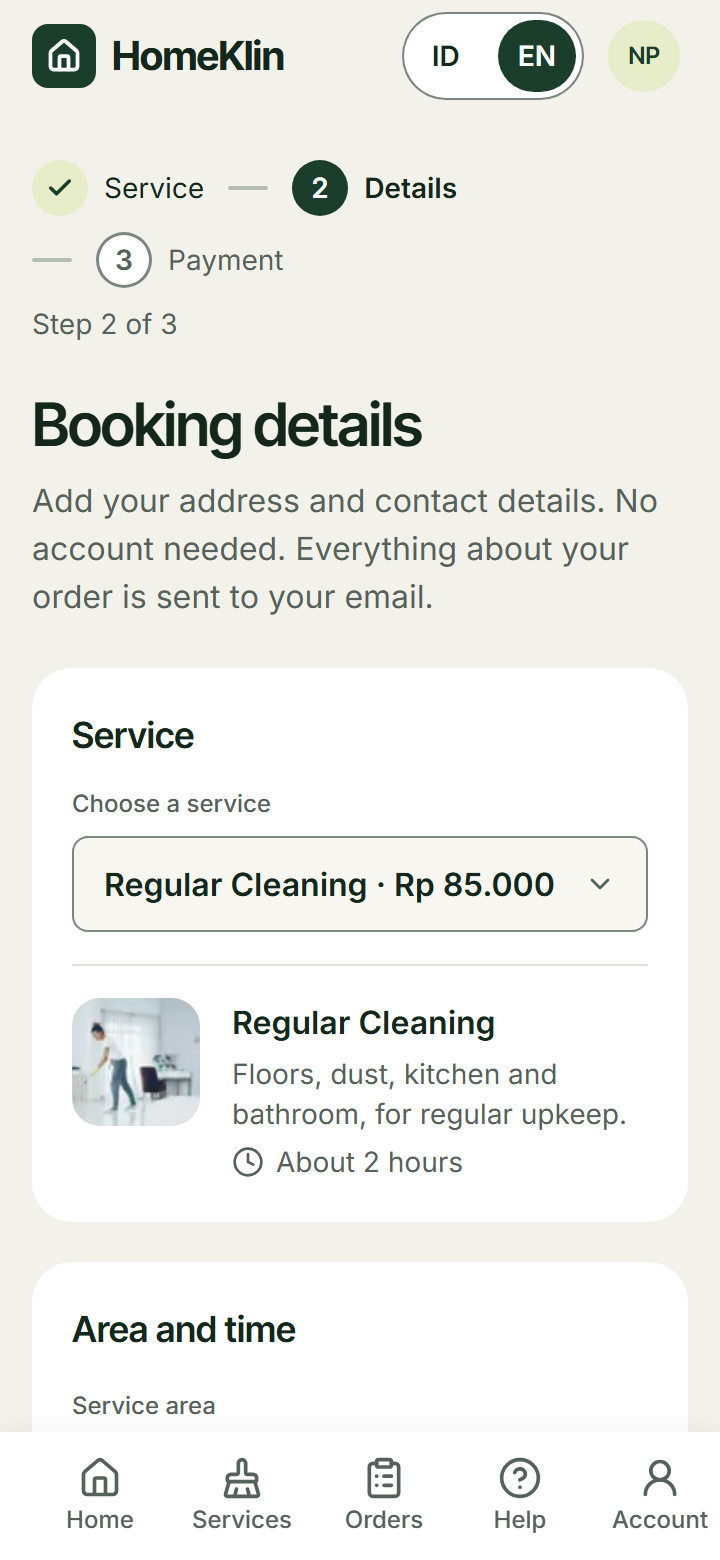 HomeKlin
ID EN NP
Service 2 Details
3 Payment
Step 2 of 3
Booking details
Add your address and contact details. No
account needed. Everything about your
order is sent to your email.
Service
Choose a service
Regular Cleaning · Rp 85.000
Regular Cleaning
Floors, dust, kitchen and
bathroom, for regular upkeep.
About 2 hours
Area and time
Service area
Home Services Orders Help Account